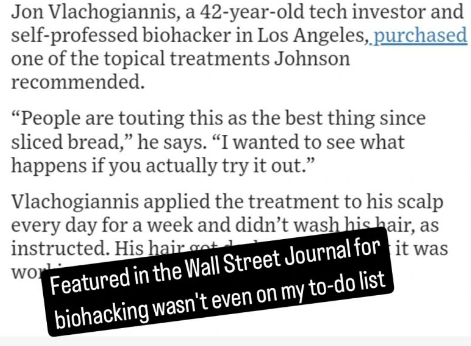 Jon Vlachogiannis, a 42-year-old tech investor and
self-professed biohacker in Los Angeles, purchased
one of the topical treatments Johnson
recommended.
“People are touting this as the best thing since
sliced bread,” he says. “I wanted to see what
happens if you actually try it out.”
Vlachogiannis applied the treatment to his scalp
every day for a week and didn’t wash his hair, as
instructed. His hair it was
Featured in the Wall Street Journal for
biohacking wasn't even on my to-do list